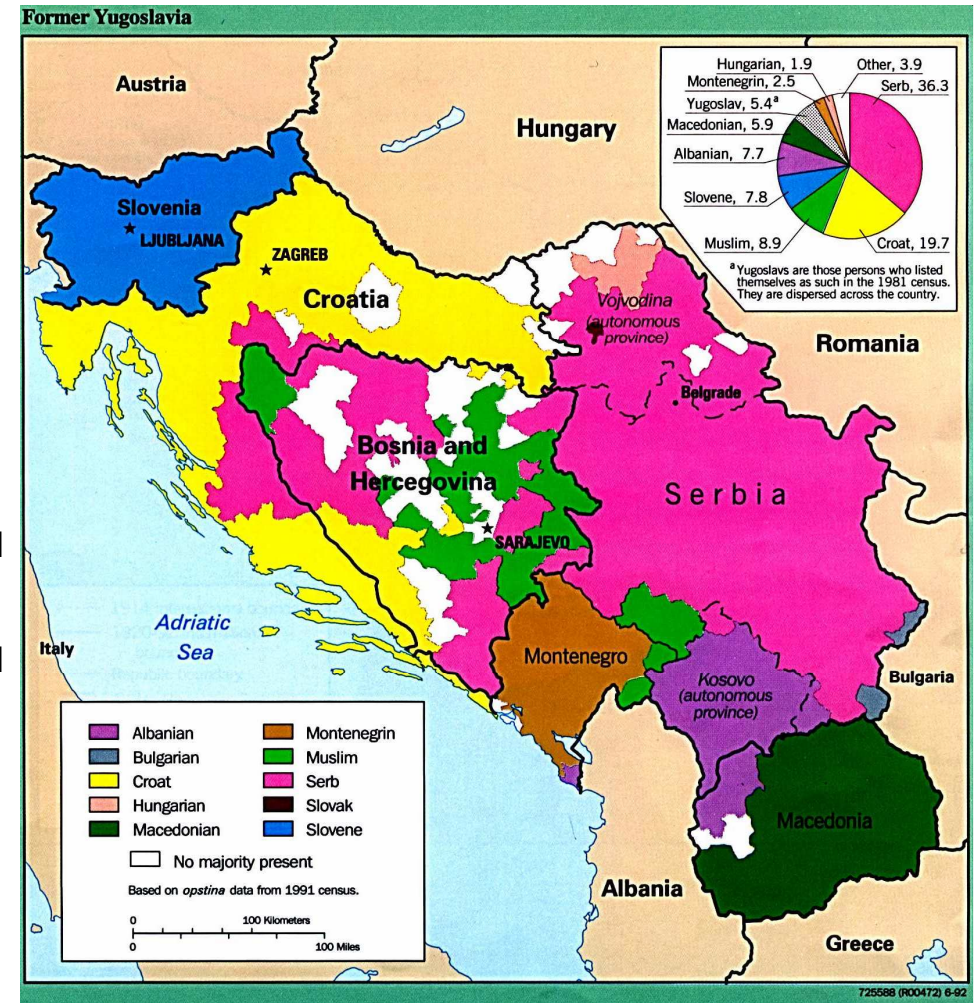 Former Yugoslavia
Austria
Hungary
Hungarian, 1.9
Other, 3.9
Montenegrin, 2.5
Serb, 36.3
Yugoslav, 5.4a
Macedonian, 5.9
Albanian, 7.7
Slovene, 7.8
Muslim, 8.9
Croat, 19.7
a Yugoslavs are those persons who listed
themselves as such in the 1981 census.
They are dispersed across the country.
Slovenia
LJUBLJANA
ZAGREB
Croatia
Vojvodina
(autonomous
province)
Romania
Belgrade
Bosnia and
Hercegovina
Serbia
SARAJEVO
Adriatic
Sea
Italy
Montenegro
Kosovo
(autonomous
province)
Bulgaria
Macedonia
Albania
Greece
Albanian
Bulgarian
Croat
Hungarian
Macedonian
Montenegrin
Muslim
Serb
Slovak
Slovene
No majority present
Based on opstina data from 1991 census.
0 100 Kilometers
0 100 Miles
725588 (R00472) 6-92